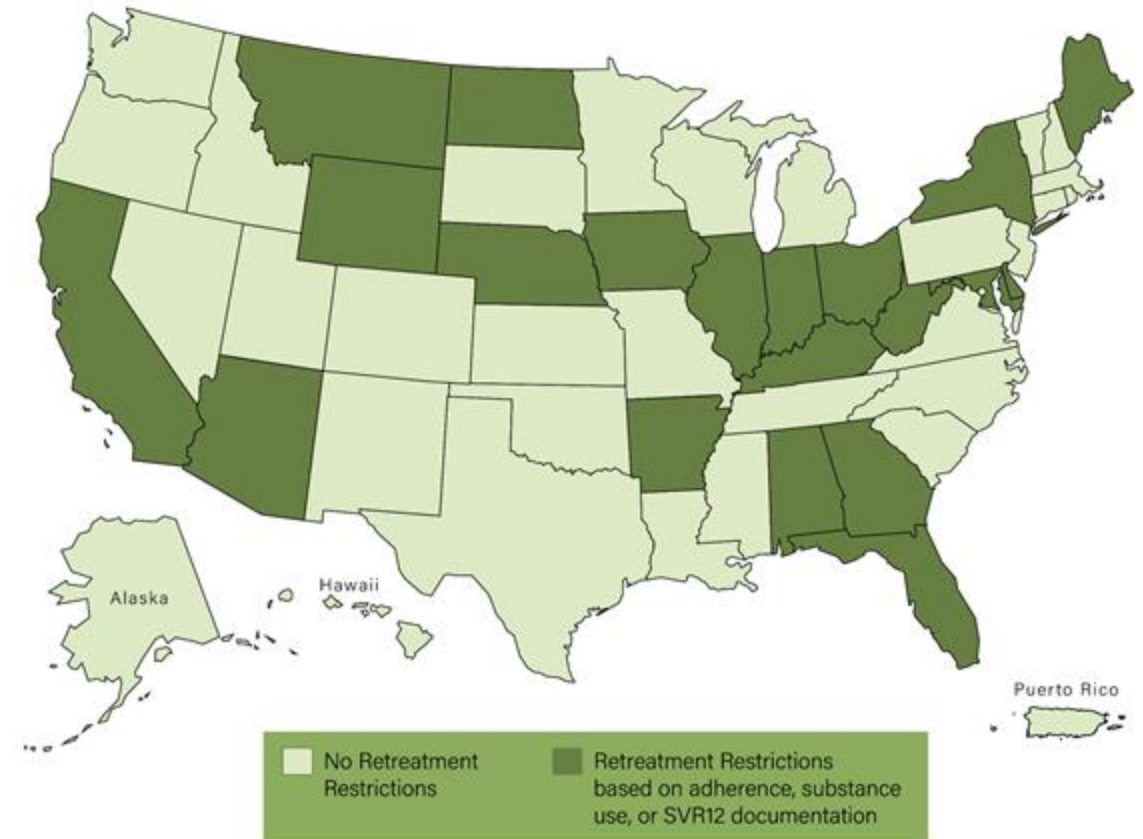 Alaska
Hawaii
Puerto Rico
No Retreatment
Restrictions
Retreatment Restrictions
based on adherence, substance
use, or SVR12 documentation